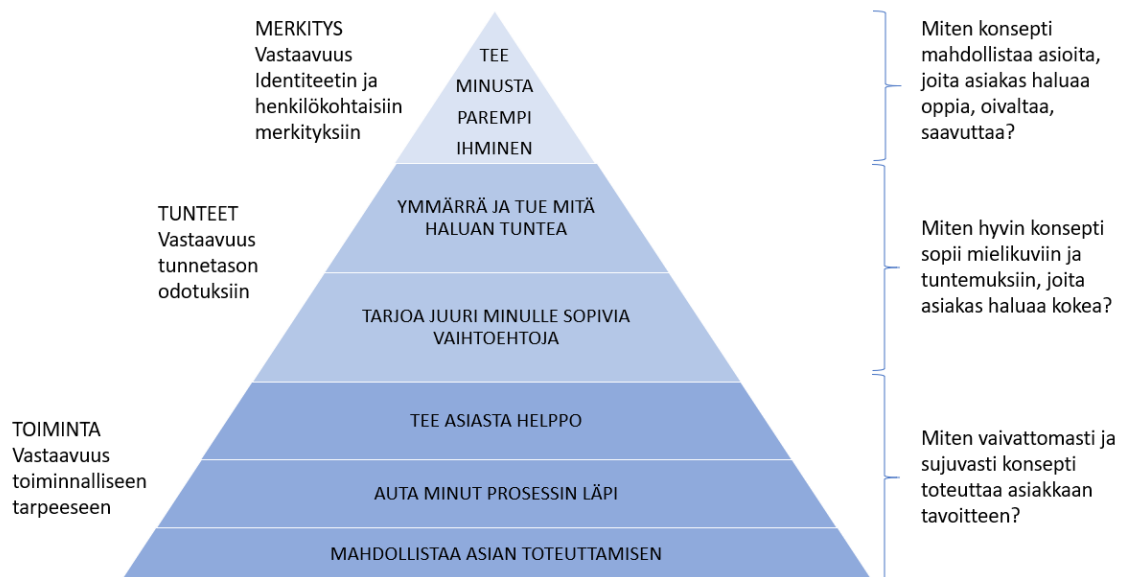 MERKITYS
Vastaavuus
Identiteetin ja
henkilökohtaisiin
merkityksiin
TEE
MINUSTA
PAREMPI
IHMINEN
Miten konsepti
mahdollistaa asioita,
joita asiakas haluaa
oppia, oivaltaa,
saavuttaa?
TUNTEET
Vastaavuus
tunnetason
odotuksiin
YMMÄRRÄ JA TUE MITÄ
HALUAN TUNTEA
TARJOA JUURI MINULLE SOPIVIA
VAIHTOEHTOJA
Miten hyvin konsepti
sopii mielikuviin ja
tuntemuksiin, joita
asiakas haluaa kokea?
TOIMINTA
Vastaavuus
toiminnalliseen
tarpeeseen
TEE ASIASTA HELPPO
AUTA MINUT PROSESSIN LÄPI
MAHDOLLISTAA ASIAN TOTEUTTAMISEN
Miten vaivattomasti ja
sujuvasti konsepti
toteuttaa asiakkaan
tavoitteen?